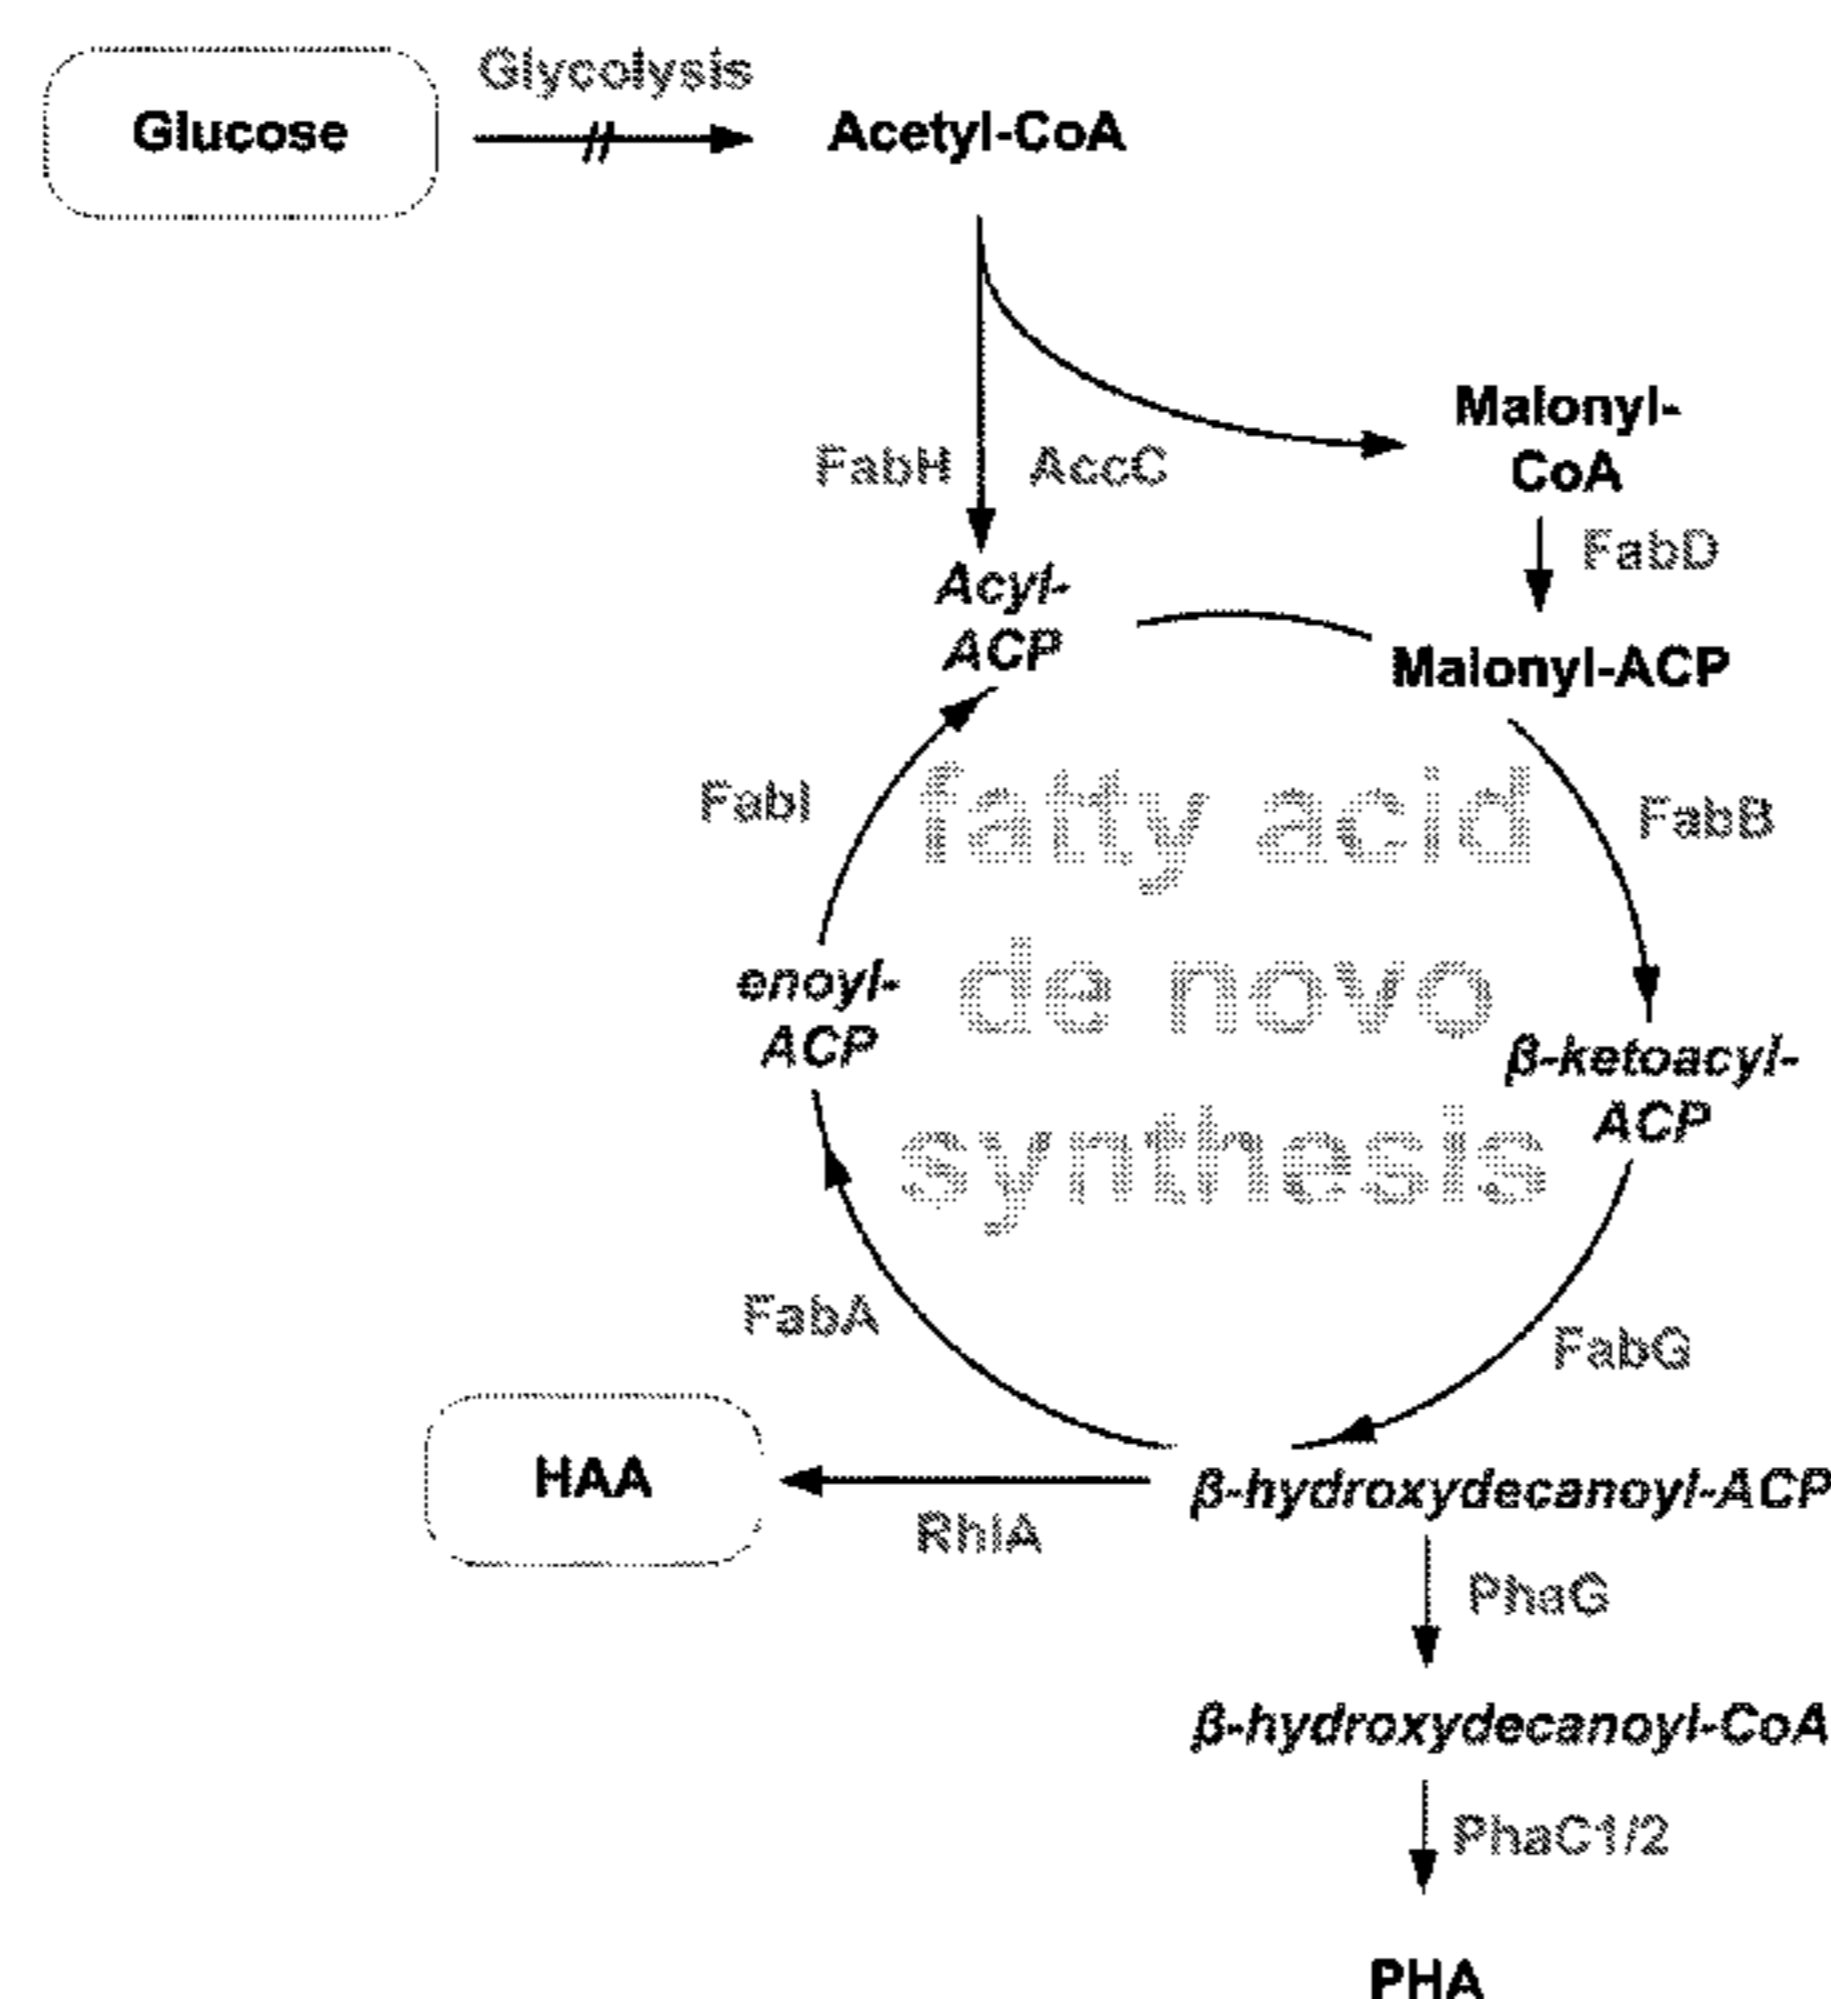 Glycolysis
Glucose
Acetyl-CoA
Malonyl-
CoA
FabH
AccC
FabD
Acyl-
ACP
Malonyl-ACP
FabI
fatty acid
FabB
de novo
enoyl-
ACP
β-ketoacyl-
ACP
synthesis
FabA
FabG
HAA
β-hydroxydecanoyl-ACP
RhlA
PhaG
β-hydroxydecanoyl-CoA
PhaC1/2
PHA